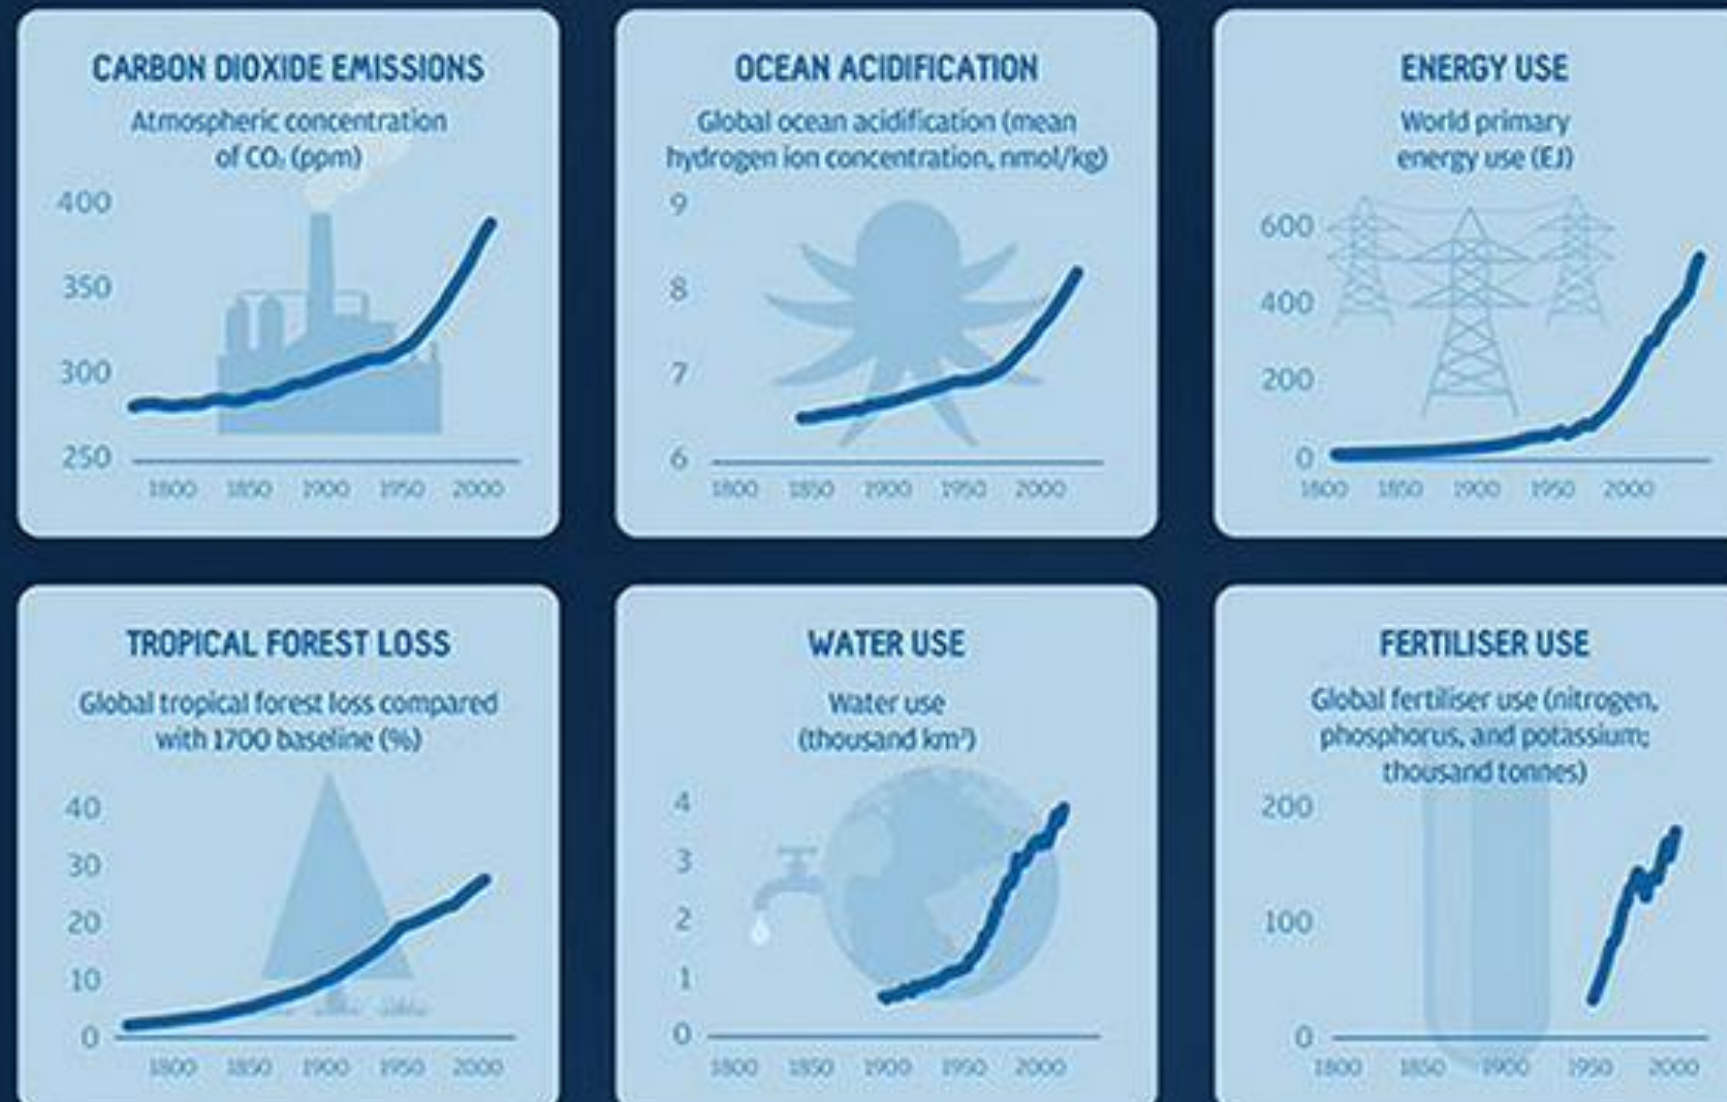 CARBON DIOXIDE EMISSIONS
Atmospheric concentration
of CO₂ (ppm)
400
350
300
250
1800 1850 1900 1950 2000
OCEAN ACIDIFICATION
Global ocean acidification (mean
hydrogen ion concentration, nmol/kg)
9
8
7
6
1800 1850 1900 1950 2000
ENERGY USE
World primary
energy use (EJ)
600
400
200
0
1800 1850 1900 1950 2000
TROPICAL FOREST LOSS
Global tropical forest loss compared
with 1700 baseline (%)
40
30
20
10
0
1800 1850 1900 1950 2000
WATER USE
Water use
(thousand km³)
4
3
2
1
0
1800 1850 1900 1950 2000
FERTILISER USE
Global fertiliser use (nitrogen,
phosphorus, and potassium;
thousand tonnes)
200
100
0
1800 1850 1900 1950 2000